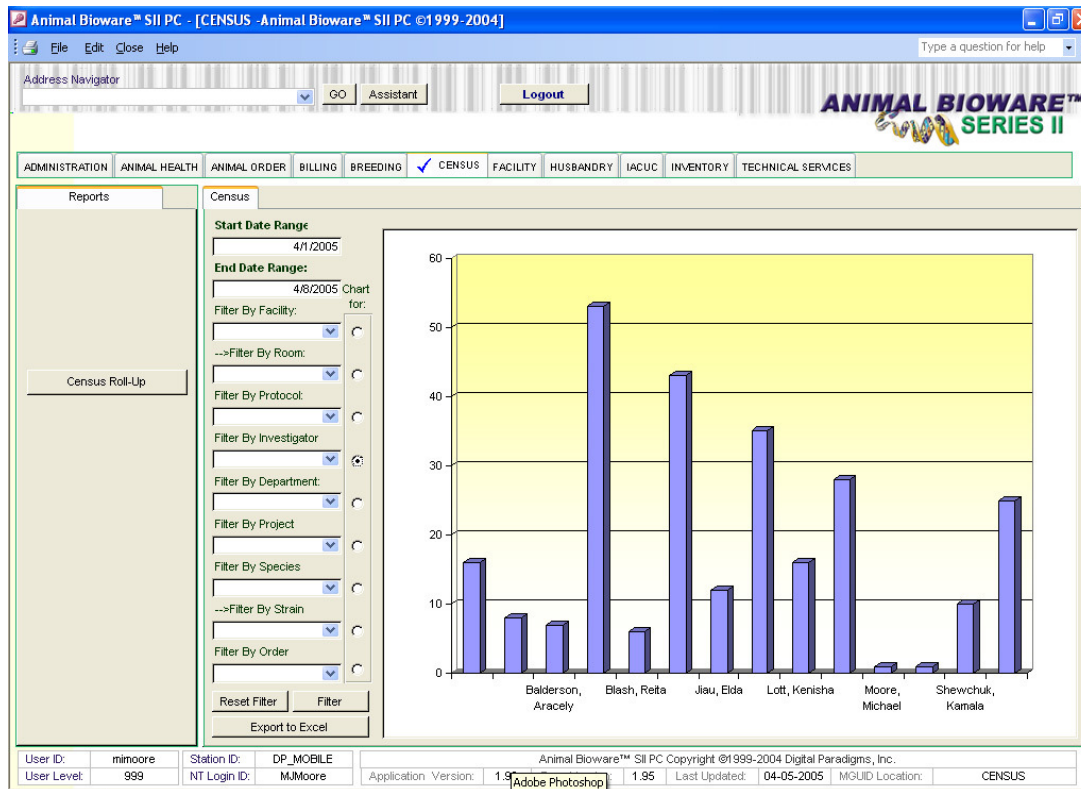 Animal Bioware™ SII PC - [CENSUS -Animal Bioware™ SII PC ©1999-2004]
File Edit Close Help
Type a question for help
Address Navigator
GO Assistant Logout
ANIMAL BIOWARE™
SERIES II
ADMINISTRATION ANIMAL HEALTH ANIMAL ORDER BILLING BREEDING CENSUS FACILITY HUSBANDRY IACUC INVENTORY TECHNICAL SERVICES
Reports
Census Roll-Up
Census
Start Date Range
4/1/2005
End Date Range:
4/8/2005
Chart
for:
Filter By Facility:
-->Filter By Room:
Filter By Protocol:
Filter By Investigator
Filter By Department:
Filter By Project
Filter By Species
-->Filter By Strain
Filter By Order
Reset Filter Filter
Export to Excel
60
50
40
30
20
10
0
Balderson,
Aracely
Blash, Reita
Jiau, Elda
Lott, Kenisha
Moore,
Michael
Shewchuk,
Kamala
User ID: mimoore Station ID: DP_MOBILE Animal Bioware™ SII PC Copyright ©1999-2004 Digital Paradigms, Inc.
User Level: 999 NT Login ID: MJMoore Application Version: 1.95 Last Updated: 04-05-2005 MGUID Location: CENSUS
Adobe Photoshop